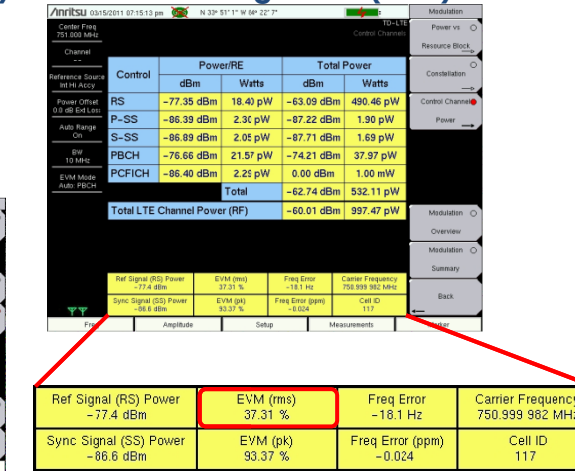 Anritsu 03/15/2011 07:15:13 pm N 33° 51' 1" W 84° 22' 7"
TD-LTE
Control Channels
Center Freq
751.000 MHz
Channel
--
Reference Source
Int Hi Accy
Power Offset
0.0 dB Ext Loss
Auto Range
On
BW
10 MHz
EVM Mode
Auto: PBCH
Control Power/RE Total Power
dBm Watts dBm Watts
RS -77.35 dBm 18.40 pW -63.09 dBm 490.46 pW
P-SS -86.39 dBm 2.30 pW -87.22 dBm 1.90 pW
S-SS -86.89 dBm 2.05 pW -87.71 dBm 1.69 pW
PBCH -76.66 dBm 21.57 pW -74.21 dBm 37.97 pW
PCFICH -86.40 dBm 2.29 pW 0.00 dBm 1.00 mW
Total -62.74 dBm 532.11 pW
Total LTE Channel Power (RF) -60.01 dBm 997.47 pW
Ref Signal (RS) Power EVM (rms) Freq Error Carrier Frequency
-77.4 dBm 37.31 % -18.1 Hz 750.999 982 MHz
Sync Signal (SS) Power EVM (pk) Freq Error (ppm) Cell ID
-86.6 dBm 93.37 % -0.024 117
Modulation
Power vs
Resource Block
Constellation
Control Channel
Power
Modulation
Overview
Modulation
Summary
Back
Amplitude Setup Measurements
Ref Signal (RS) Power EVM (rms) Freq Error Carrier Frequency
-77.4 dBm 37.31 % -18.1 Hz 750.999 982 MHz
Sync Signal (SS) Power EVM (pk) Freq Error (ppm) Cell ID
-86.6 dBm 93.37 % -0.024 117